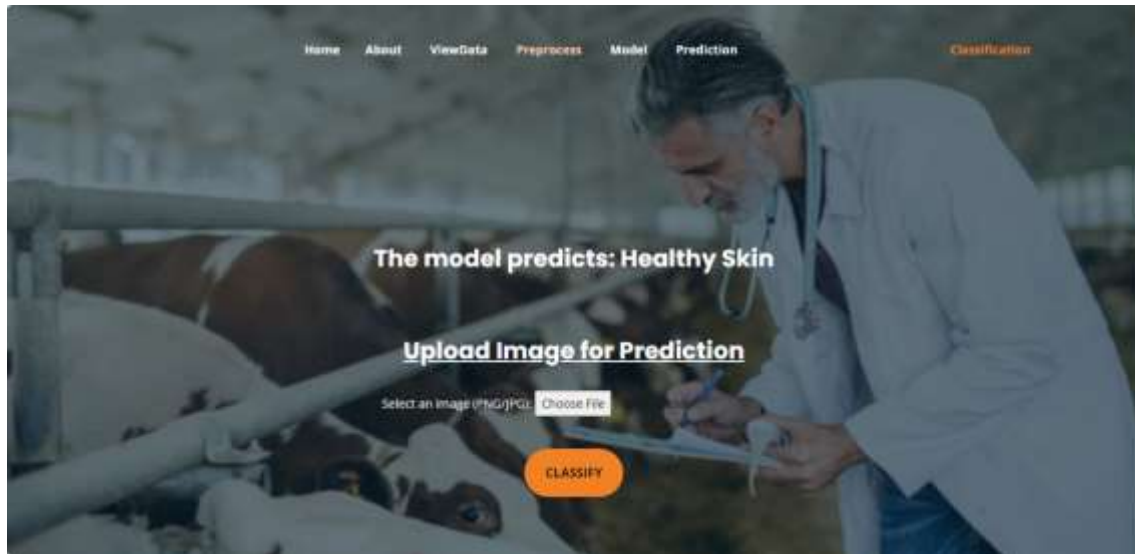 Home About ViewData Preprocess Model Prediction Classification
The model predicts: Healthy Skin
Upload Image for Prediction
Select an image (PNG/JPG): Choose File
CLASSIFY